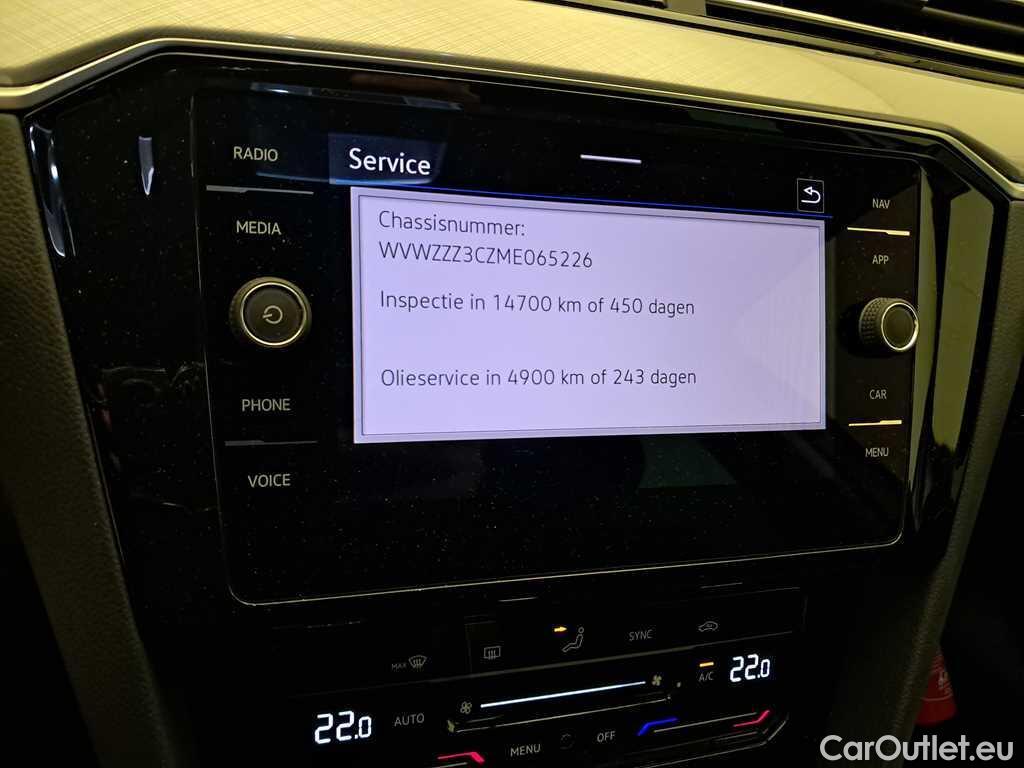 RADIO
Service
MEDIA
NAV
APP
Chassisnummer:
WVWZZZ3CZME065226
Inspectie in 14700 km of 450 dagen
Olieservice in 4900 km of 243 dagen
PHONE
CAR
VOICE
MENU
MAX
SYNC
A/C
22.0
22.0
AUTO
MENU
OFF
CarOutlet.eu